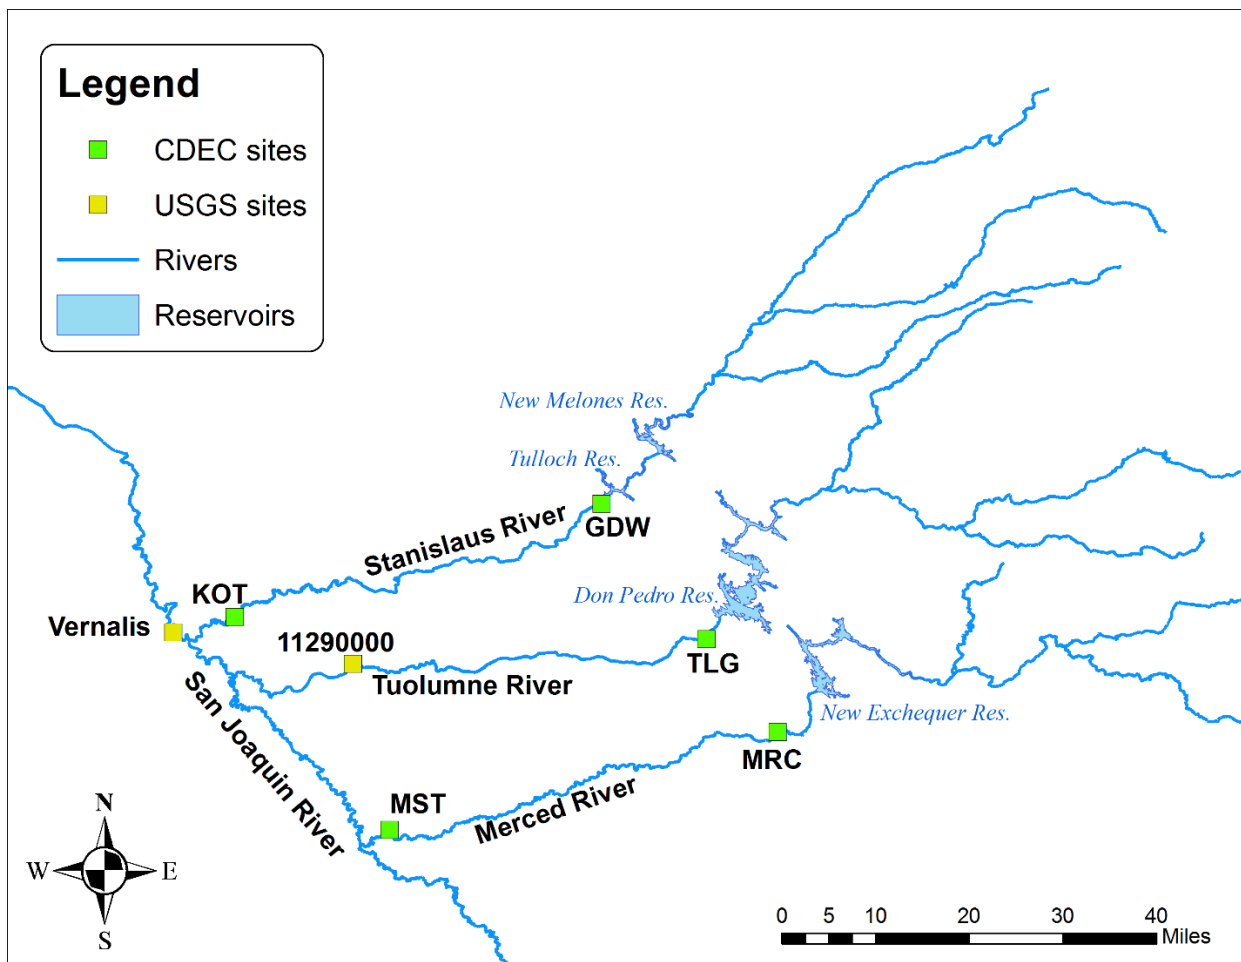 Legend
CDEC sites
USGS sites
Rivers
Reservoirs
New Melones Res.
Tulloch Res.
GDW
Stanislaus River
KOT
Don Pedro Res.
Vernalis
11290000
TLG
Tuolumne River
San Joaquin River
New Exchequer Res.
MRC
MST
Merced River
N
W
E
S
0 5 10 20 30 40
Miles